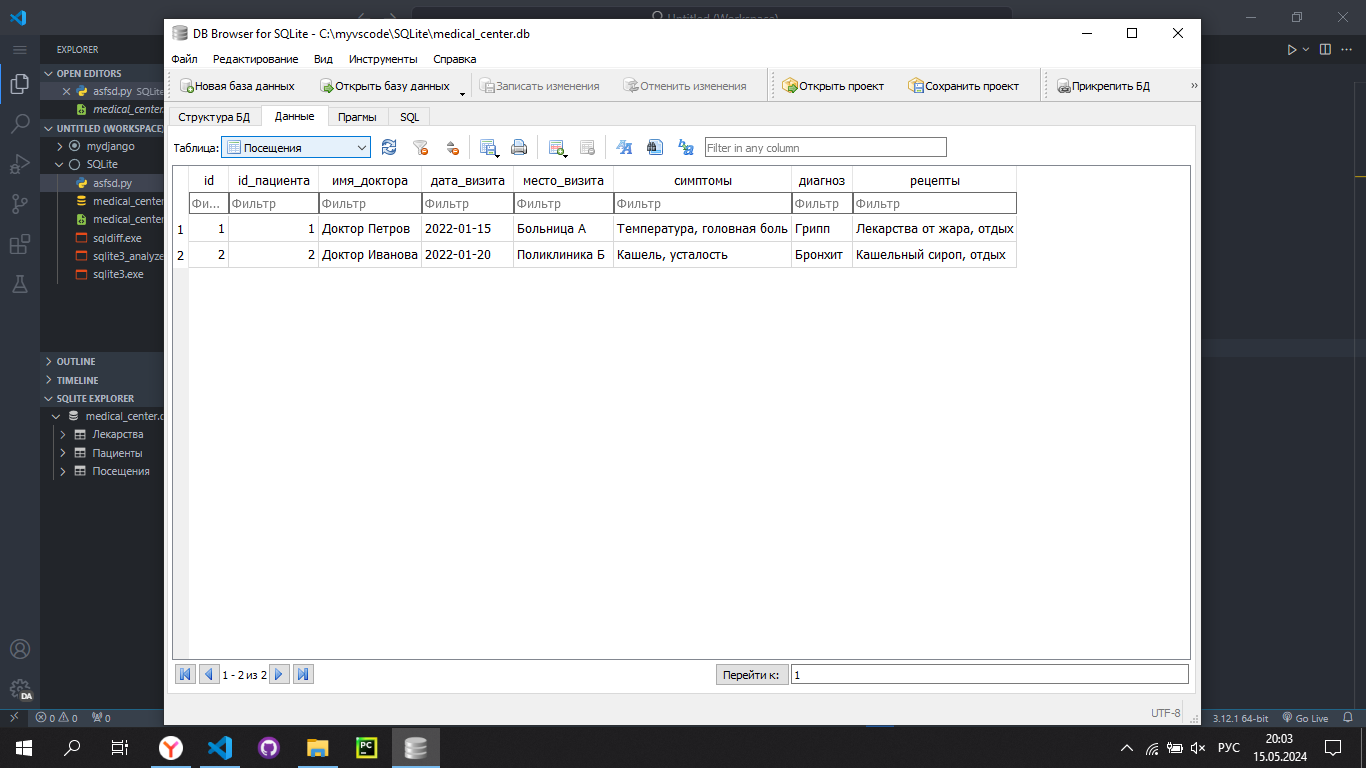 Untitled (Workspace)
DB Browser for SQLite - C:\myvscode\SQLite\medical_center.db
Файл Редактирование Вид Инструменты Справка
Новая база данных Открыть базу данных Записать изменения Отменить изменения Открыть проект Сохранить проект Прикрепить БД »
Структура БД Данные Прагмы SQL
Таблица: Посещения Filter in any column
id id_пациента имя_доктора дата_визита место_визита симптомы диагноз рецепты
Фи... Фильтр Фильтр Фильтр Фильтр Фильтр Фильтр Фильтр
1 1 1 Доктор Петров 2022-01-15 Больница А Температура, головная боль Грипп Лекарства от жара, отдых
2 2 2 Доктор Иванова 2022-01-20 Поликлиника Б Кашель, усталость Бронхит Кашельный сироп, отдых
1 - 2 из 2 Перейти к: 1
UTF-8
EXPLORER
OPEN EDITORS
asfsd.py SQLite
medical_center.
UNTITLED (WORKSPACE)
mydjango
SQLite
asfsd.py
medical_center
medical_center
sqldiff.exe
sqlite3_analyze
sqlite3.exe
OUTLINE
TIMELINE
SQLITE EXPLORER
medical_center.
Лекарства
Пациенты
Посещения
DA
0 0 0
3.12.1 64-bit Go Live
PC
РУС
20:03
15.05.2024